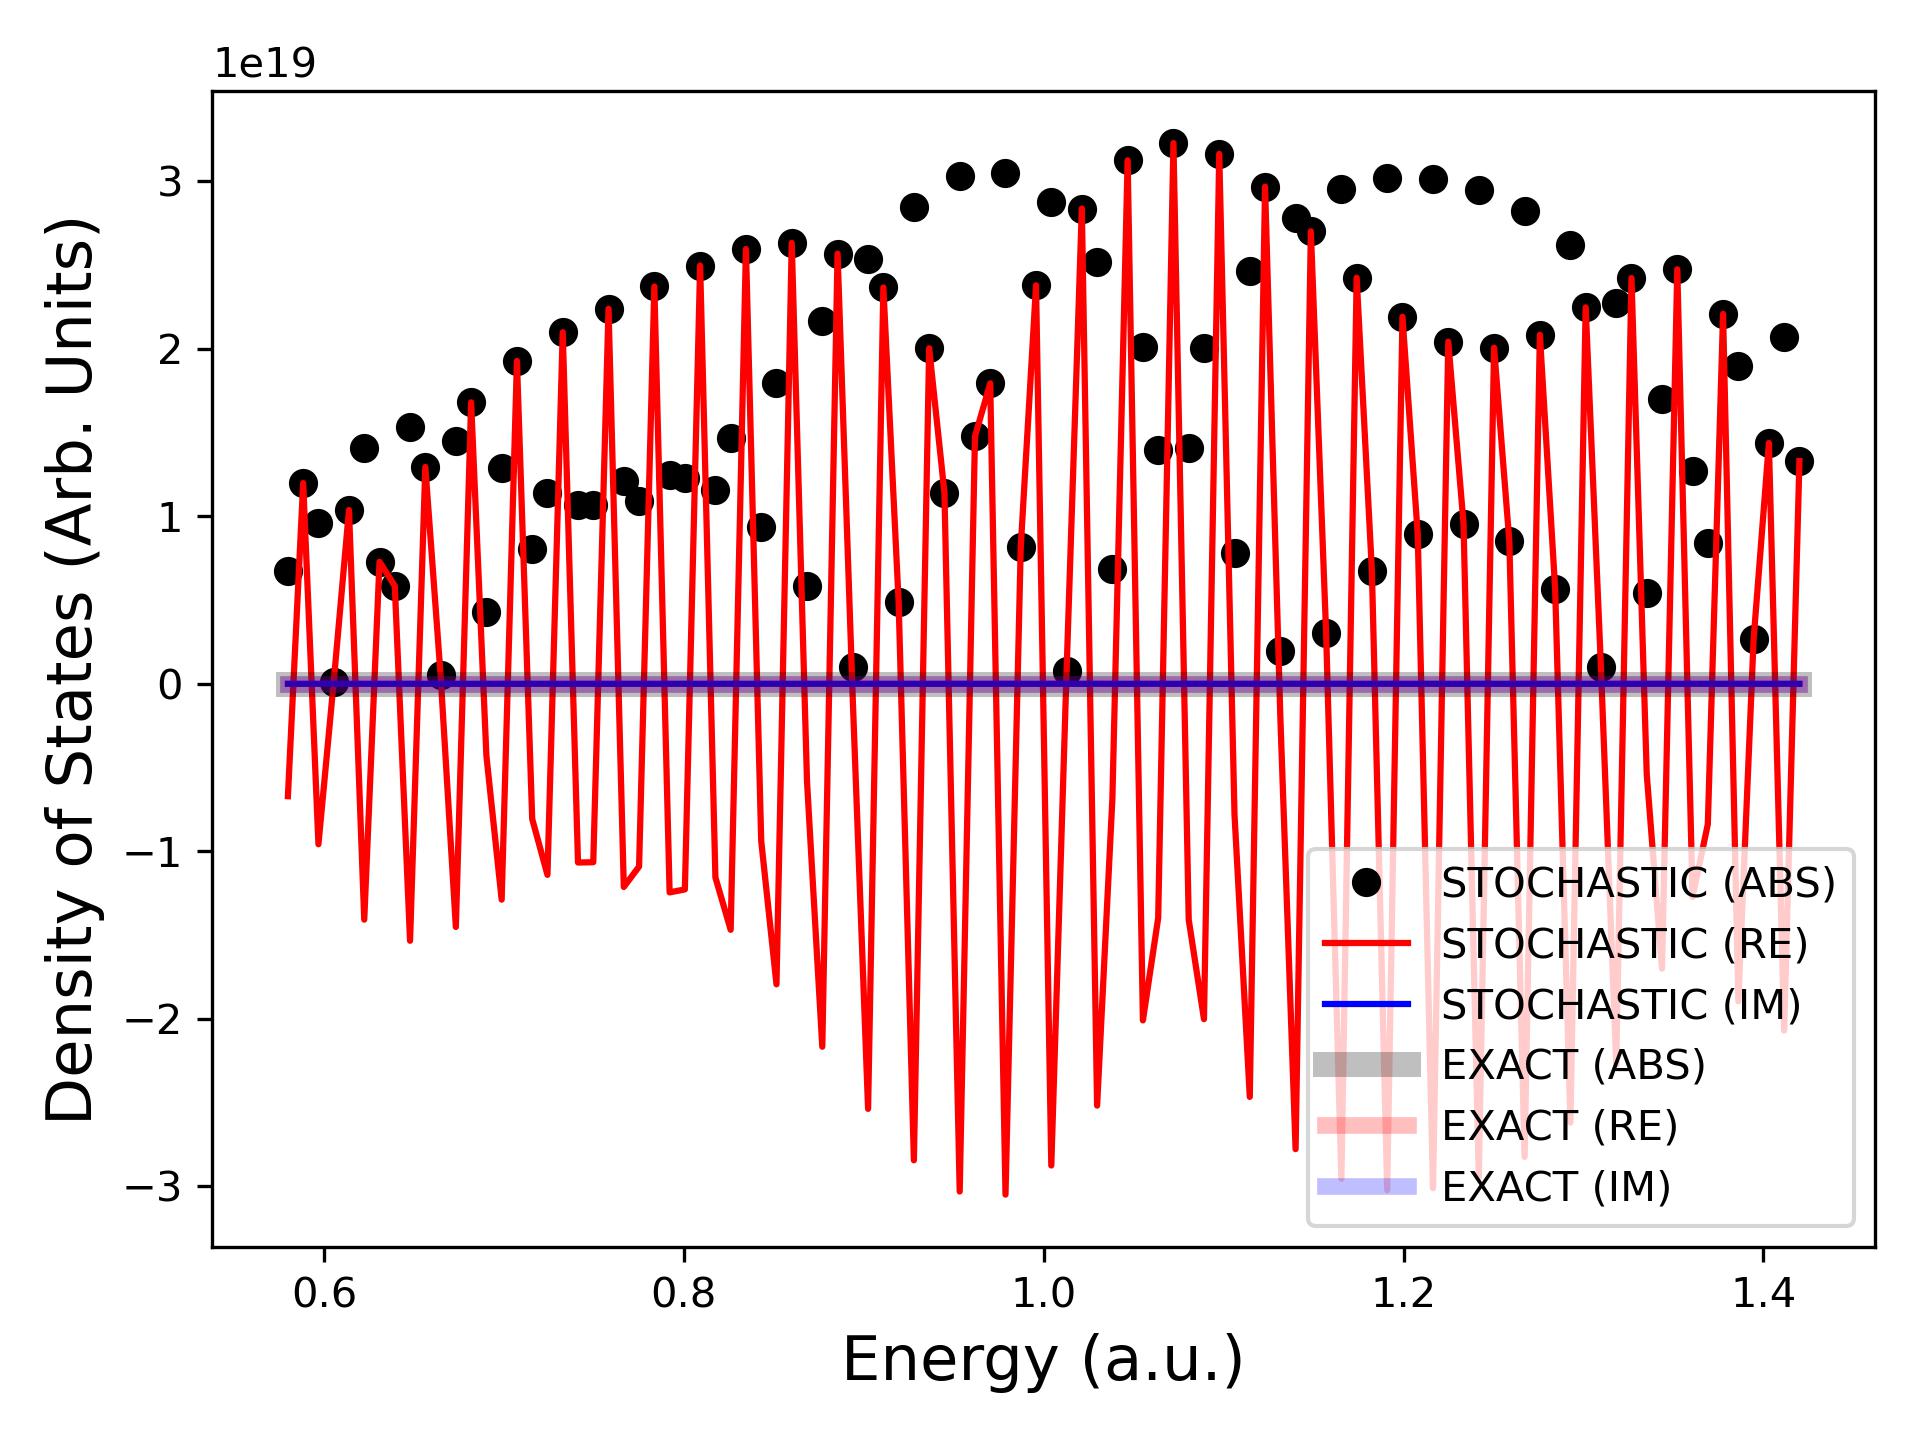 1e19
Density of States (Arb. Units)
3
2
1
0
−1
−2
−3
STOCHASTIC (ABS)
STOCHASTIC (RE)
STOCHASTIC (IM)
EXACT (ABS)
EXACT (RE)
EXACT (IM)
0.6 0.8 1.0 1.2 1.4
Energy (a.u.)